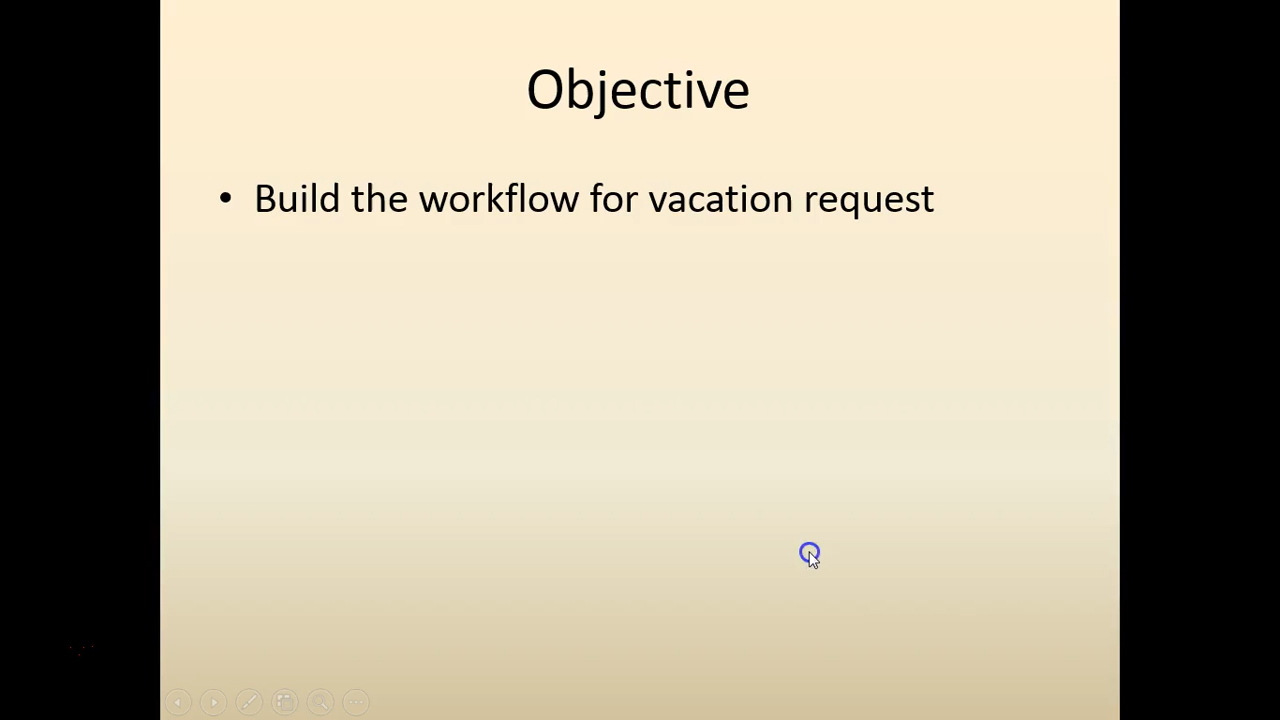 Objective
• Build the workflow for vacation request